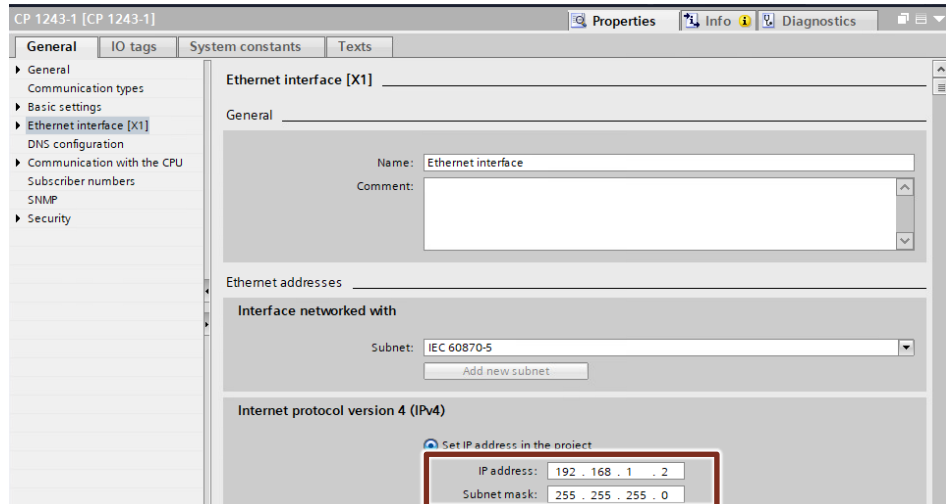 CP 1243-1 [CP 1243-1]
Properties
Info
Diagnostics
General
IO tags
System constants
Texts
General
Communication types
Basic settings
Ethernet interface [X1]
DNS configuration
Communication with the CPU
Subscriber numbers
SNMP
Security
Ethernet interface [X1]
General
Name: Ethernet interface
Comment:
Ethernet addresses
Interface networked with
Subnet: IEC 60870-5
Add new subnet
Internet protocol version 4 (IPv4)
Set IP address in the project
IP address: 192 . 168 . 1 . 2
Subnet mask: 255 . 255 . 255 . 0